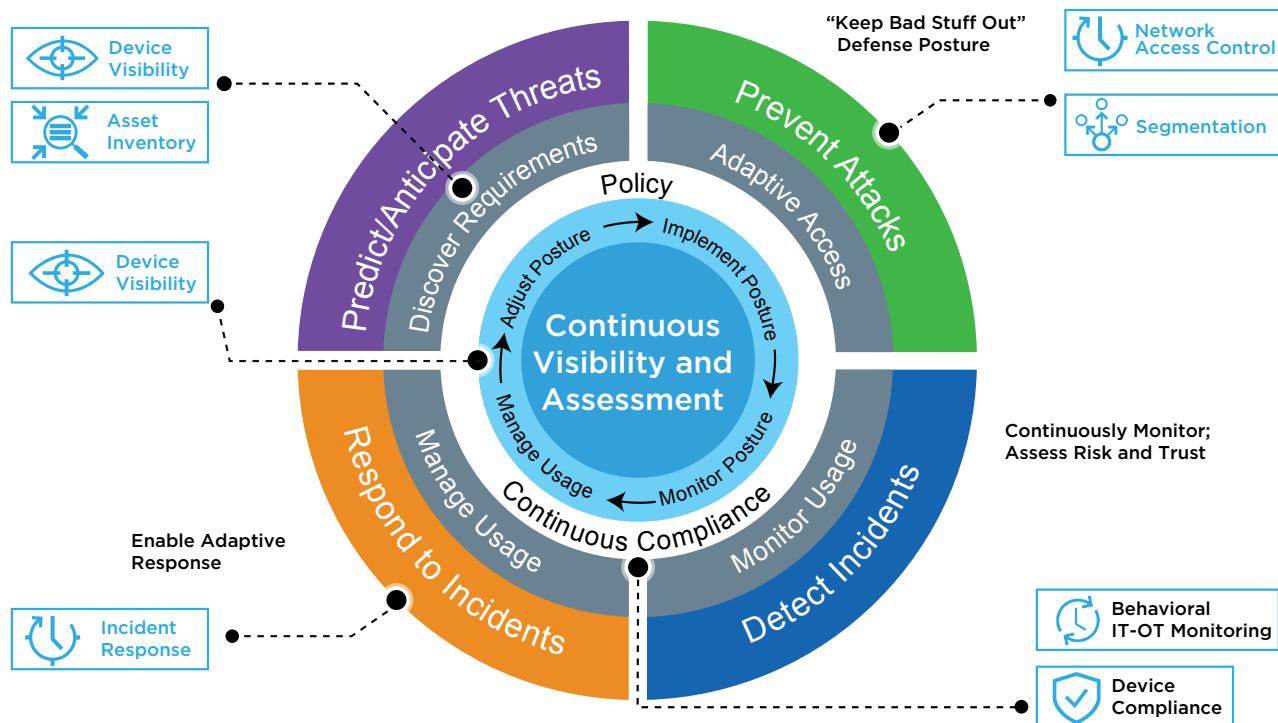 Device
Visibility
Asset
Inventory
Device
Visibility
“Keep Bad Stuff Out”
Defense Posture
Network
Access Control
Segmentation
Predict/Anticipate Threats
Discover Requirements
Prevent Attacks
Adaptive Access
Policy
Adjust Posture
Implement Posture
Continuous
Visibility and
Assessment
Manage Usage
Monitor Posture
Continuous Compliance
Respond to Incidents
Manage Usage
Detect Incidents
Monitor Usage
Continuously Monitor;
Assess Risk and Trust
Enable Adaptive
Response
Incident
Response
Behavioral
IT-OT Monitoring
Device
Compliance